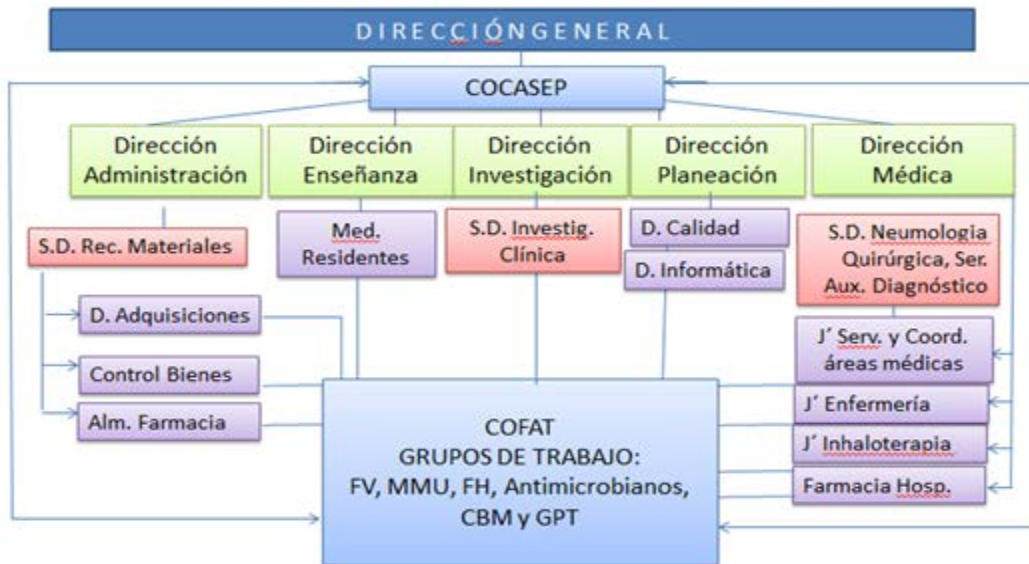 DIRECCIÓNGENERAL
COCASEP
Dirección
Administración
Dirección
Enseñanza
Dirección
Investigación
Dirección
Planeación
Dirección
Médica
S.D. Rec. Materiales
Med.
Residentes
S.D. Investig.
Clínica
D. Calidad
D. Informática
S.D. Neumologia
Quirúrgica, Ser.
Aux. Diagnóstico
D. Adquisiciones
Control Bienes
Alm. Farmacia
J´ Serv. y Coord.
áreas médicas
J´ Enfermería
J´ Inhaloterapia
Farmacia Hosp.
COFAT
GRUPOS DE TRABAJO:
FV, MMU, FH, Antimicrobianos,
CBM y GPT